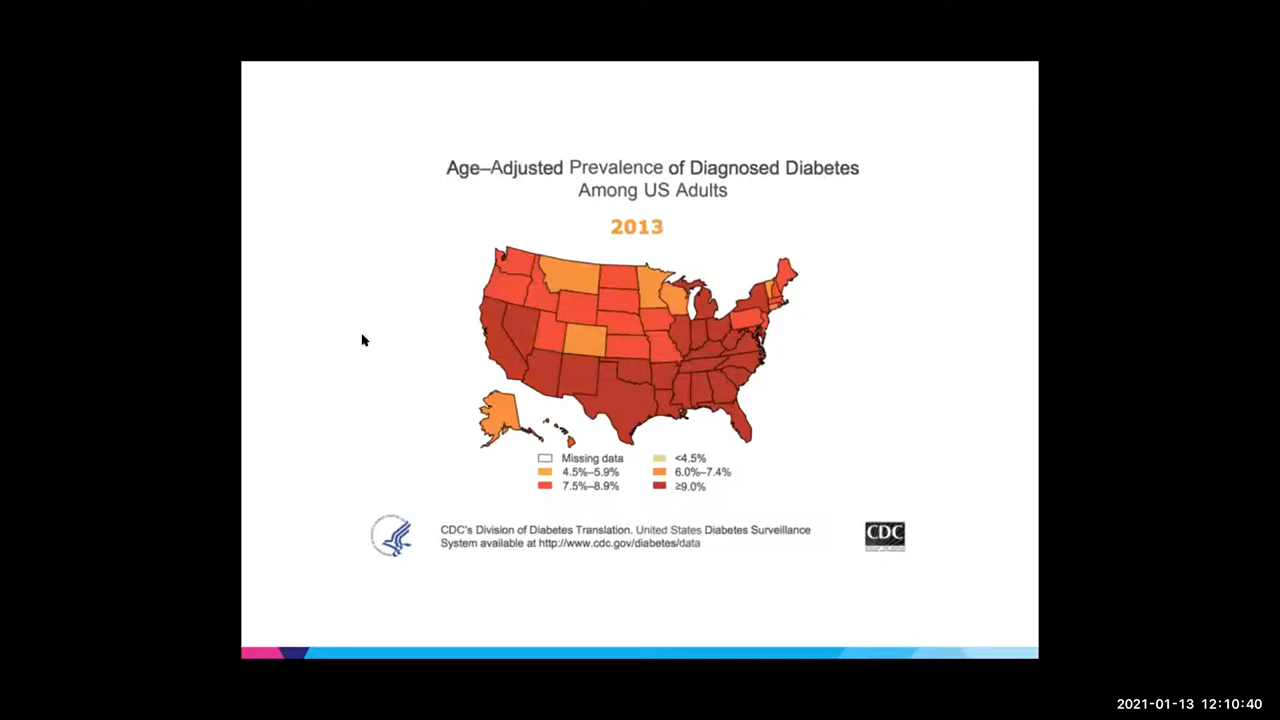 Age–Adjusted Prevalence of Diagnosed Diabetes
Among US Adults
2013
Missing data
<4.5%
4.5%–5.9%
6.0%–7.4%
7.5%–8.9%
≥9.0%
CDC's Division of Diabetes Translation. United States Diabetes Surveillance
System available at http://www.cdc.gov/diabetes/data
CDC
2021-01-13 12:10:40